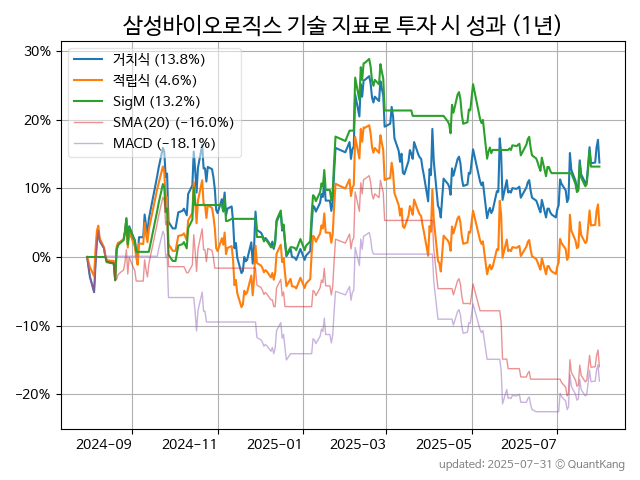 삼성바이오로직스 기술 지표로 투자 시 성과 (1년)
30%
20%
10%
0%
−10%
−20%
거치식 (13.8%)
적립식 (4.6%)
SigM (13.2%)
SMA(20) (−16.0%)
MACD (−18.1%)
2024-09
2024-11
2025-01
2025-03
2025-05
2025-07
updated: 2025-07-31 © QuantKang